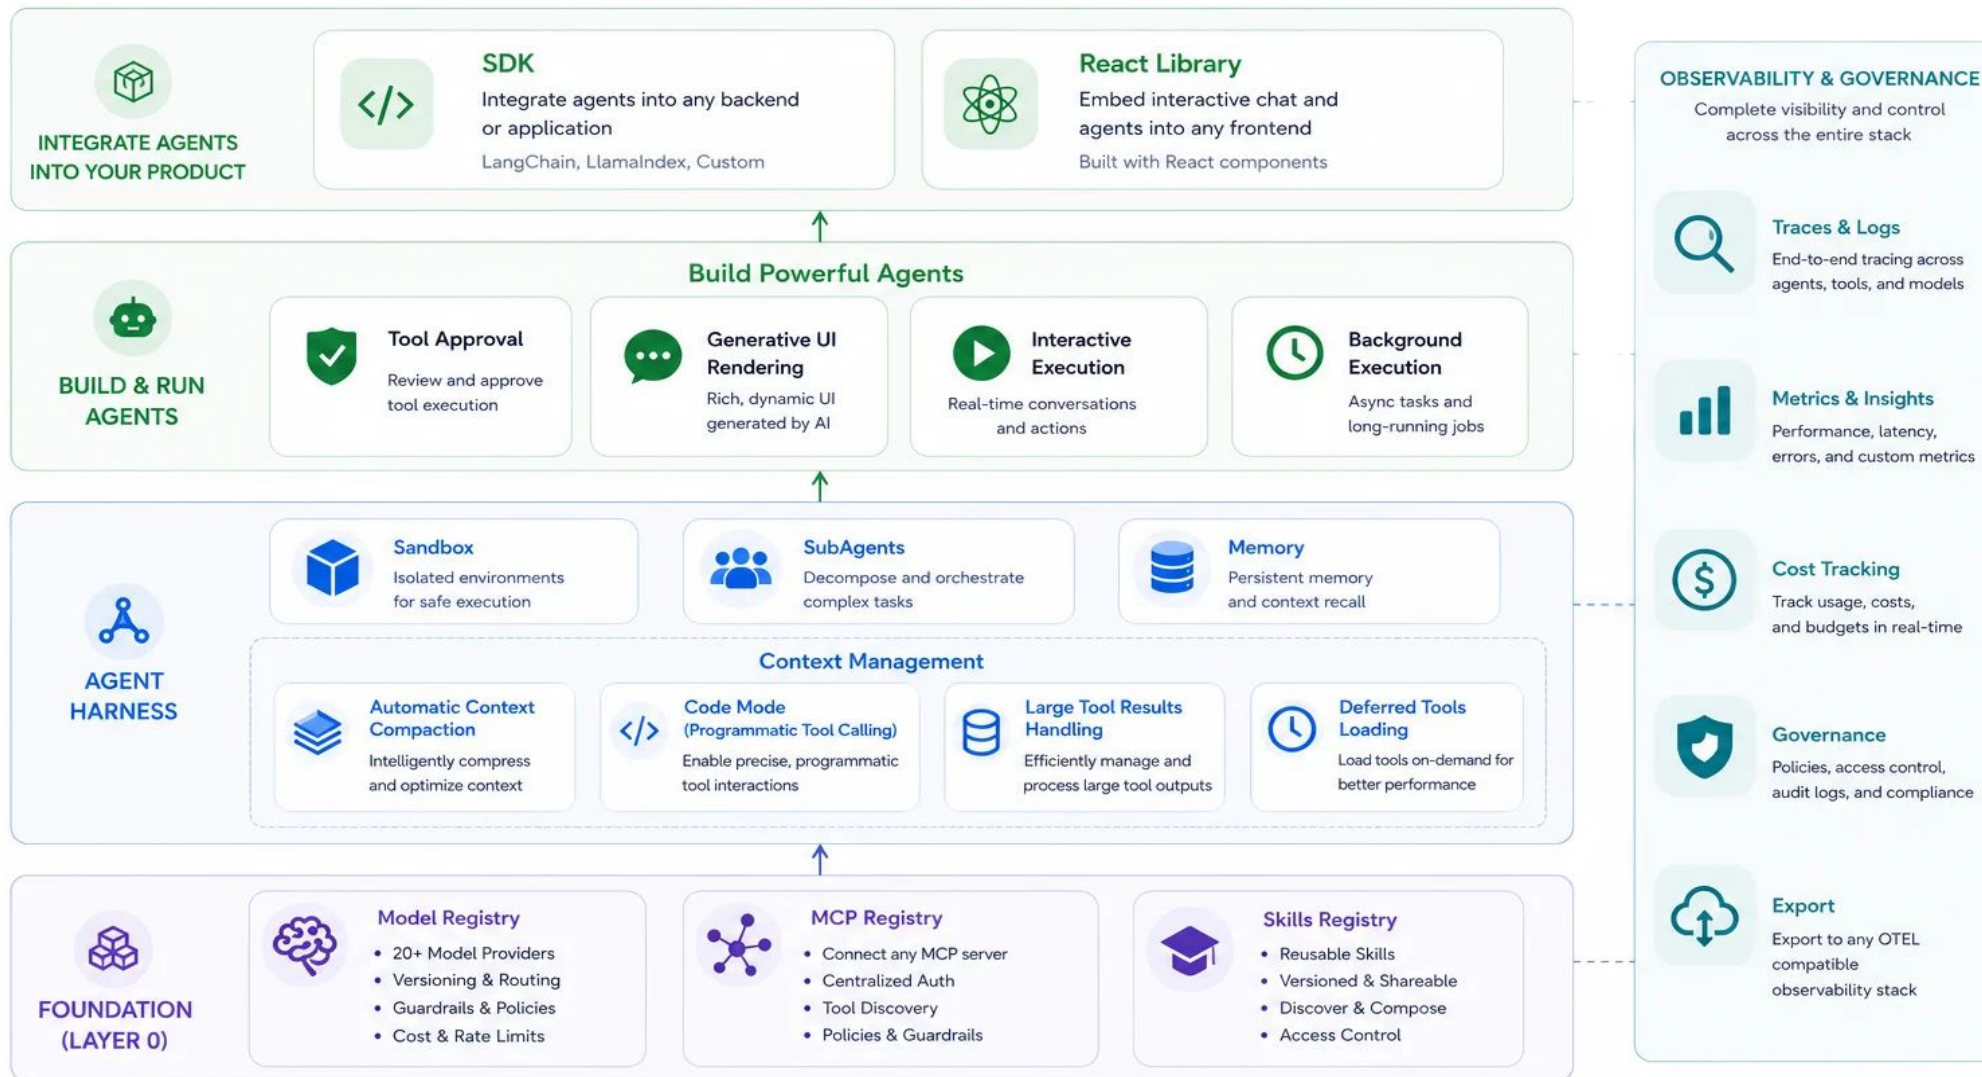 INTEGRATE AGENTS
INTO YOUR PRODUCT
SDK
Integrate agents into any backend
or application
LangChain, LlamaIndex, Custom
React Library
Embed interactive chat and
agents into any frontend
Built with React components
BUILD & RUN
AGENTS
Build Powerful Agents
Tool Approval
Review and approve
tool execution
Generative UI
Rendering
Rich, dynamic UI
generated by AI
Interactive
Execution
Real-time conversations
and actions
Background
Execution
Async tasks and
long-running jobs
AGENT
HARNESS
Sandbox
Isolated environments
for safe execution
SubAgents
Decompose and orchestrate
complex tasks
Memory
Persistent memory
and context recall
Context Management
Automatic Context
Compaction
Intelligently compress
and optimize context
Code Mode
(Programmatic Tool Calling)
Enable precise, programmatic
tool interactions
Large Tool Results
Handling
Efficiently manage and
process large tool outputs
Deferred Tools
Loading
Load tools on-demand for
better performance
FOUNDATION
(LAYER 0)
Model Registry
• 20+ Model Providers
• Versioning & Routing
• Guardrails & Policies
• Cost & Rate Limits
MCP Registry
• Connect any MCP server
• Centralized Auth
• Tool Discovery
• Policies & Guardrails
Skills Registry
• Reusable Skills
• Versioned & Shareable
• Discover & Compose
• Access Control
OBSERVABILITY & GOVERNANCE
Complete visibility and control
across the entire stack
Traces & Logs
End-to-end tracing across
agents, tools, and models
Metrics & Insights
Performance, latency,
errors, and custom metrics
Cost Tracking
Track usage, costs,
and budgets in real-time
Governance
Policies, access control,
audit logs, and compliance
Export
Export to any OTEL
compatible
observability stack